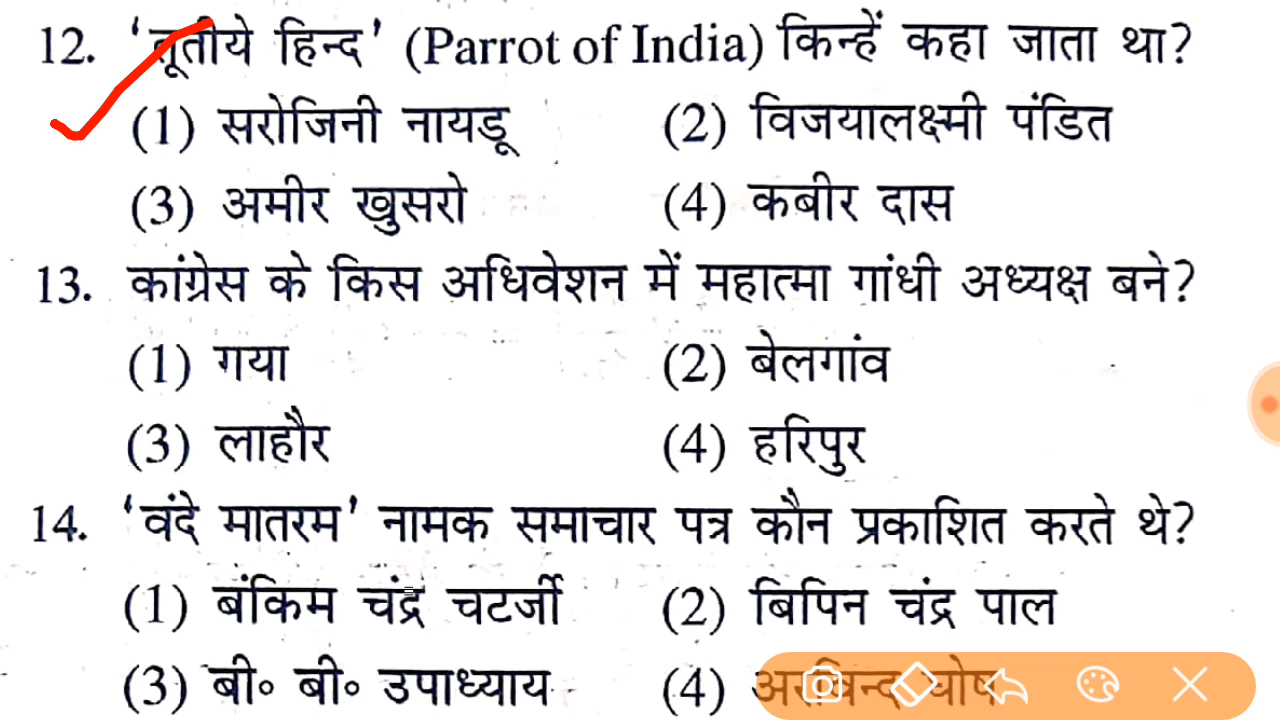 12. 'तूतीये हिन्द' (Parrot of India) किन्हें कहा जाता था?
(1) सरोजिनी नायडू (2) विजयालक्ष्मी पंडित
(3) अमीर खुसरो (4) कबीर दास
13. कांग्रेस के किस अधिवेशन में महात्मा गांधी अध्यक्ष बने?
(1) गया (2) बेलगांव
(3) लाहौर (4) हरिपुर
14. 'वंदे मातरम' नामक समाचार पत्र कौन प्रकाशित करते थे?
(1) बंकिम चंद्र चटर्जी (2) बिपिन चंद्र पाल
(3) बी॰ बी॰ उपाध्याय (4) अरविन्द घोष